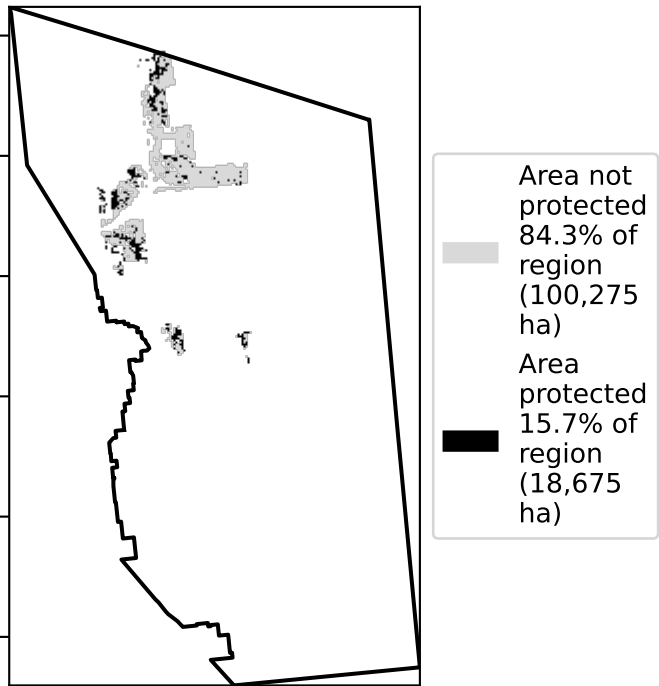 Area not
protected
84.3% of
region
(100,275
ha)
Area
protected
15.7% of
region
(18,675
ha)